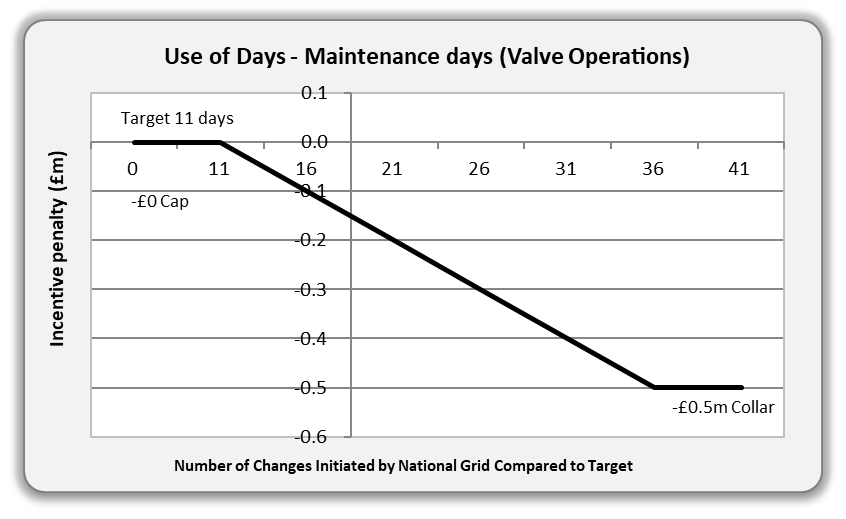 Use of Days - Maintenance days (Valve Operations)
0.1
Target 11 days
0.0
0 11 16 21 26 31 36 41
-0.1
-£0 Cap
-0.2
-0.3
-0.4
-0.5
-£0.5m Collar
-0.6
Incentive penalty (£m)
Number of Changes Initiated by National Grid Compared to Target